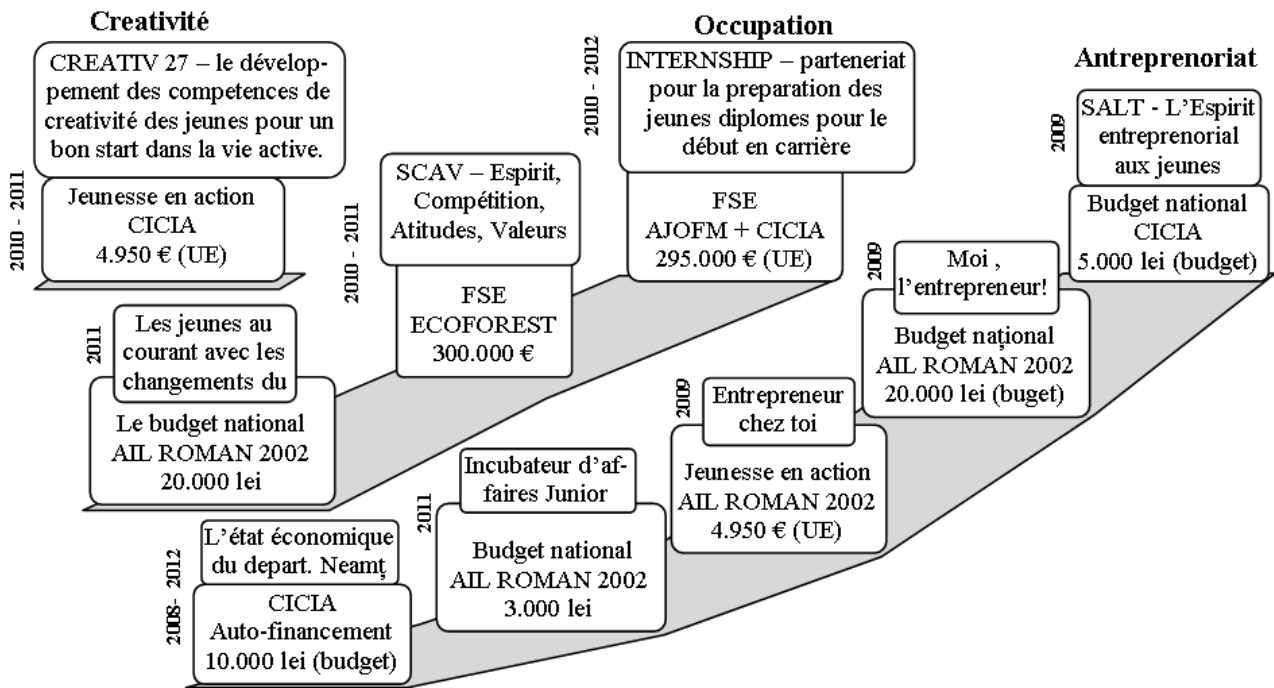 Creativité
2010 - 2011
CREATIV 27 – le dévelop-
pement des competences de
creativité des jeunes pour un
bon start dans la vie active.
Jeunesse en action
CICIA
4.950 € (UE)
Occupation
2011
Les jeunes au
courant avec les
changements du
Le budget national
AIL ROMAN 2002
20.000 lei
2010 - 2011
SCAV – Espirit,
Compétition,
Atitudes, Valeurs
FSE
ECOFOREST
300.000 €
2010 - 2012
INTERNSHIP – parteneriat
pour la preparation des
jeunes diplomes pour le
début en carrière
FSE
AJOFM + CICIA
295.000 € (UE)
Antreprenoriat
2008- 2012
L’état économique
du depart. Neamţ
CICIA
Auto-financement
10.000 lei (budget)
2011
Incubateur d’af-
faires Junior
Budget national
AIL ROMAN 2002
3.000 lei
2009
Entrepreneur
chez toi
Jeunesse en action
AIL ROMAN 2002
4.950 € (UE)
2009
Moi ,
l’entrepreneur!
Budget naţional
AIL ROMAN 2002
20.000 lei (buget)
2009
SALT - L’Espirit
entreprenorial
aux jeunes
Budget national
CICIA
5.000 lei (budget)